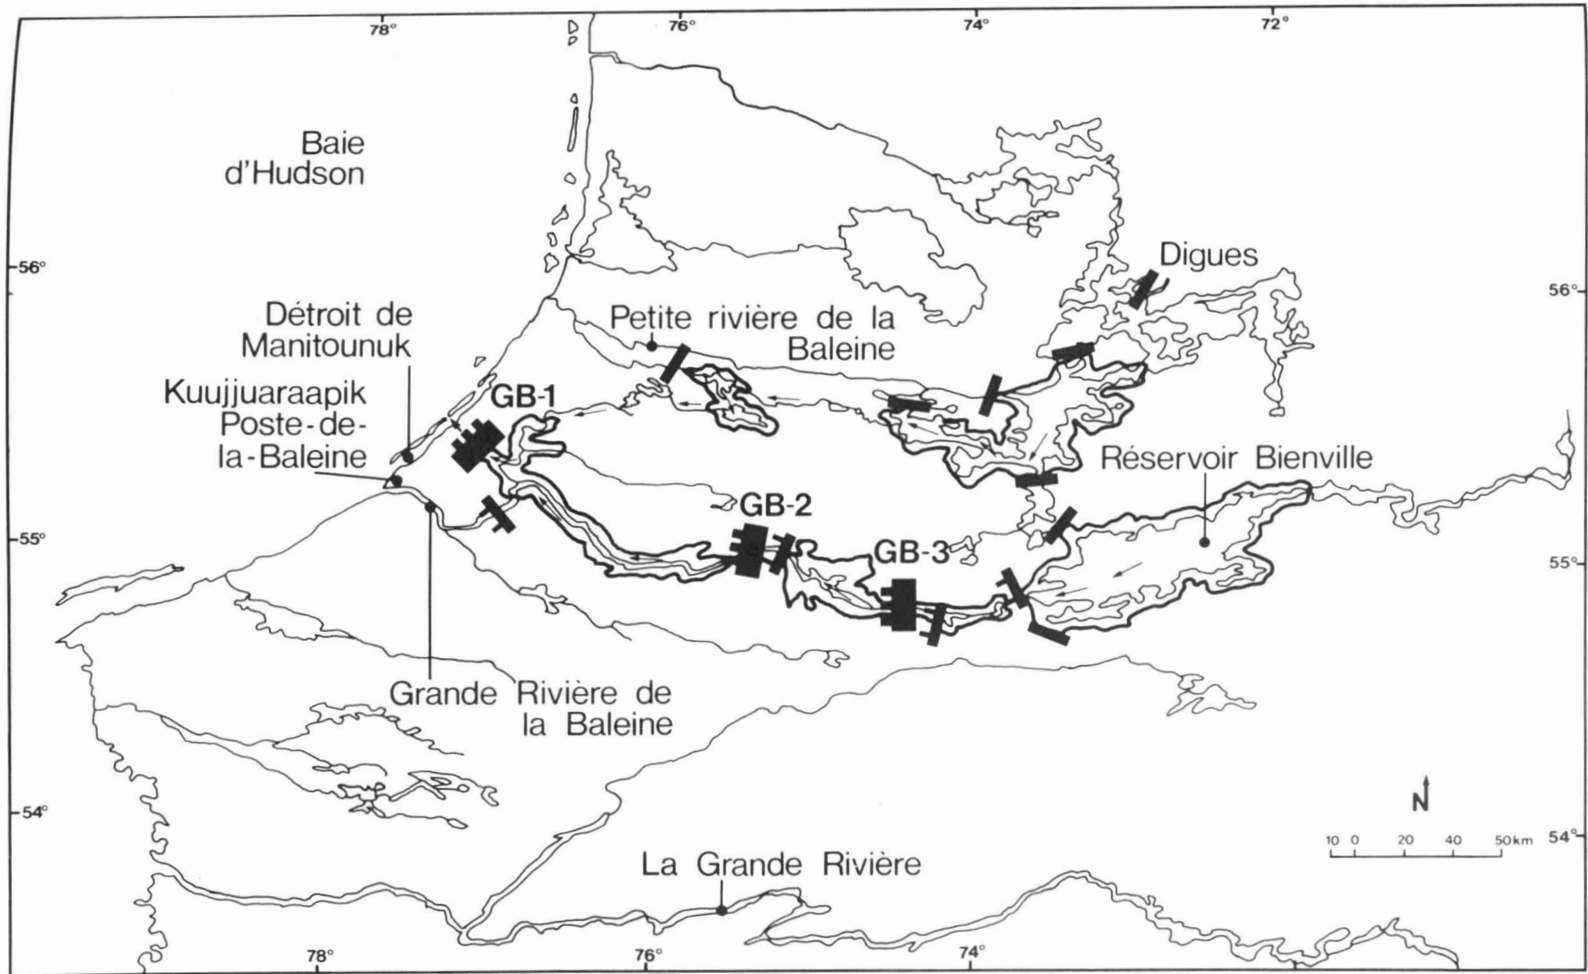 78°
76°
74°
72°
Baie
d'Hudson
Digues
56°
56°
Détroit de
Manitounuk
Petite rivière de la
Baleine
Kuujjuaraapik
Poste-de-
la-Baleine
GB-1
Réservoir Bienville
GB-2
GB-3
55°
55°
Grande Rivière de
la Baleine
N
54°
54°
10 0 20 40 50 km
La Grande Rivière
78°
76°
74°